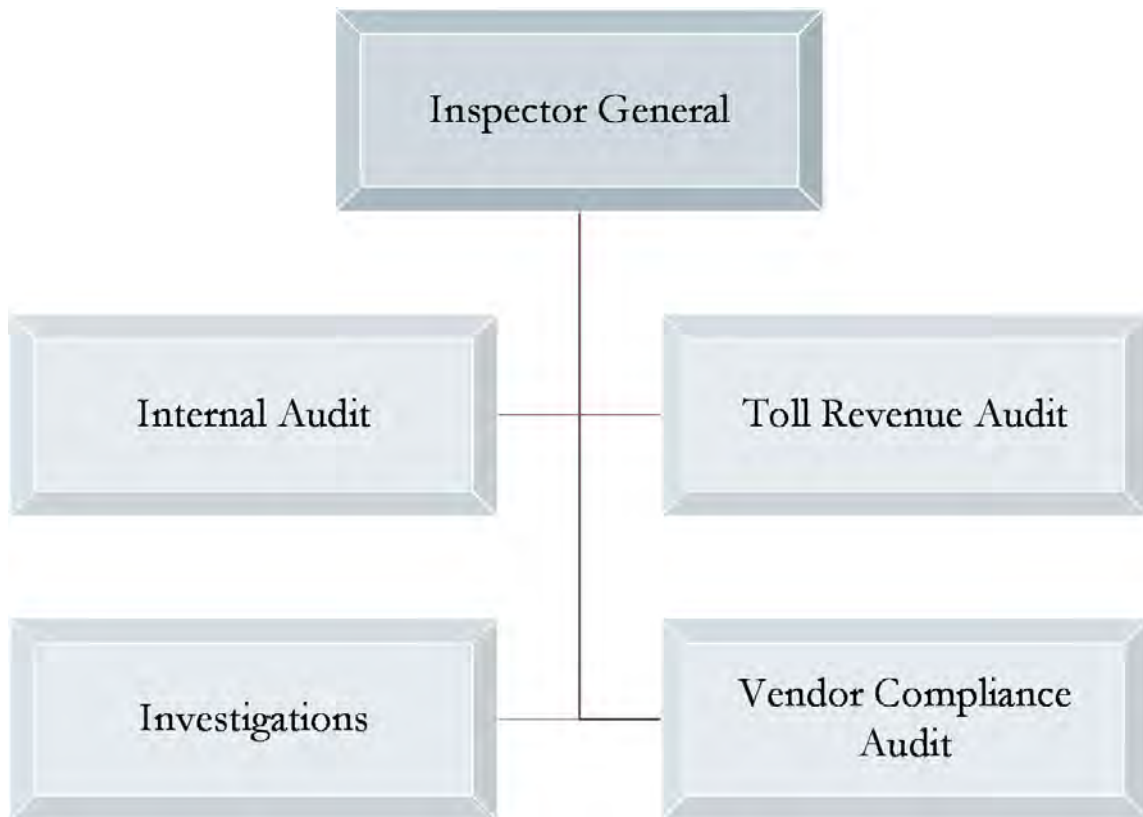 Inspector General
Internal Audit
Toll Revenue Audit
Investigations
Vendor Compliance
Audit